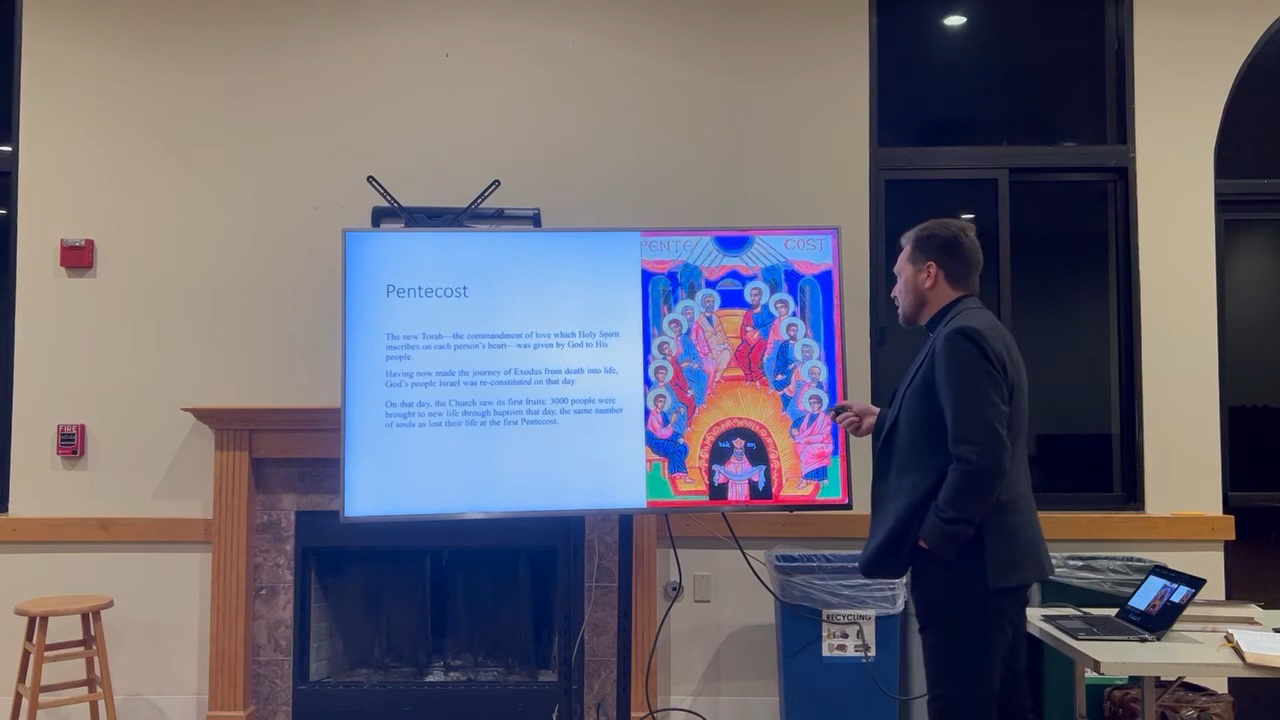 FIRE
Pentecost
The new Torah—the commandment of love which Holy Spirit
inscribes on each person's heart—was given by God to His
people.
Having now made the journey of Exodus from death into life,
God's people Israel was re-constituted on that day.
On that day, the Church saw its first fruits: 3000 people were
brought to new life through baptism that day, the same number
of souls as lost their life at the first Pentecost.
PENTE COST
RECYCLING